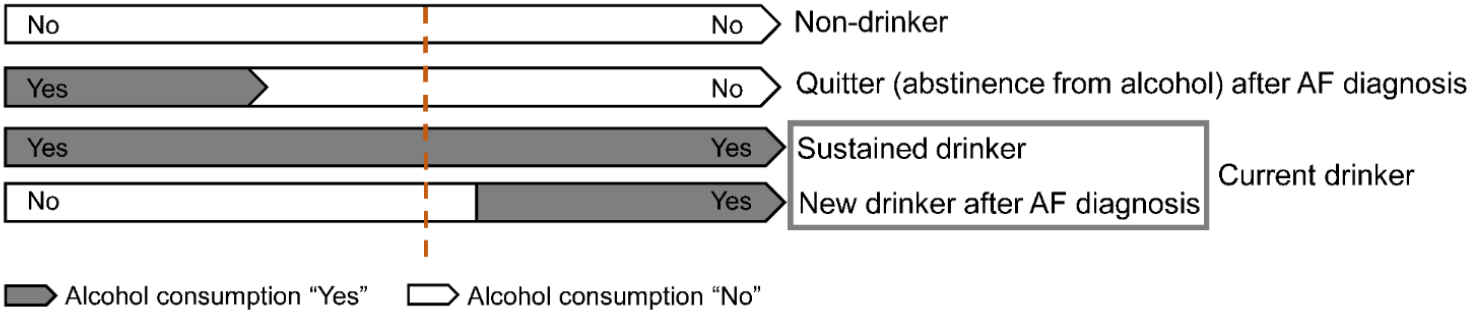 No No Non-drinker
Yes No Quitter (abstinence from alcohol) after AF diagnosis
Yes Yes Sustained drinker
Current drinker
No Yes New drinker after AF diagnosis
Alcohol consumption “Yes” Alcohol consumption “No”